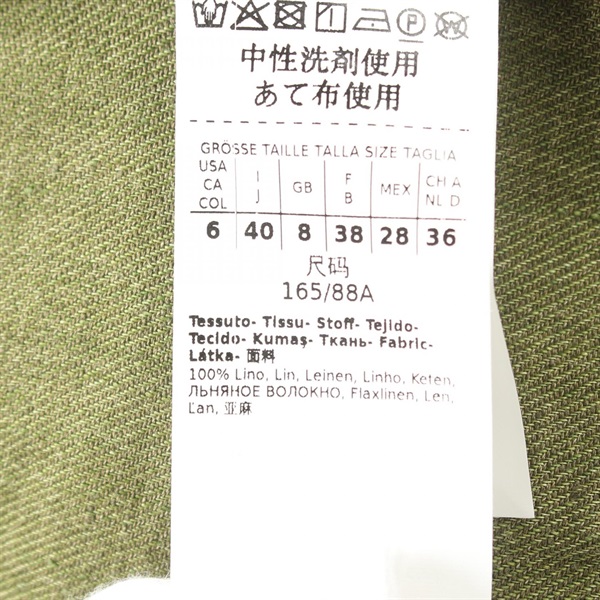 中性洗剤使用
あて布使用
GRÖSSE TAILLE TALLA SIZE TAGLIA
USA CA COL I J GB F B MEX CH A NL D
6 40 8 38 28 36
尺码
165/88A
Tessuto- Tissu- Stoff- Tejido-
Tecido- Kumaş- Ткань- Fabric-
Látka- 面料
100% Lino, Lin, Leinen, Linho, Keten,
ЛЬНЯНОЕ ВОЛОКНО, Flaxlinen, Len,
Ľan, 亚麻